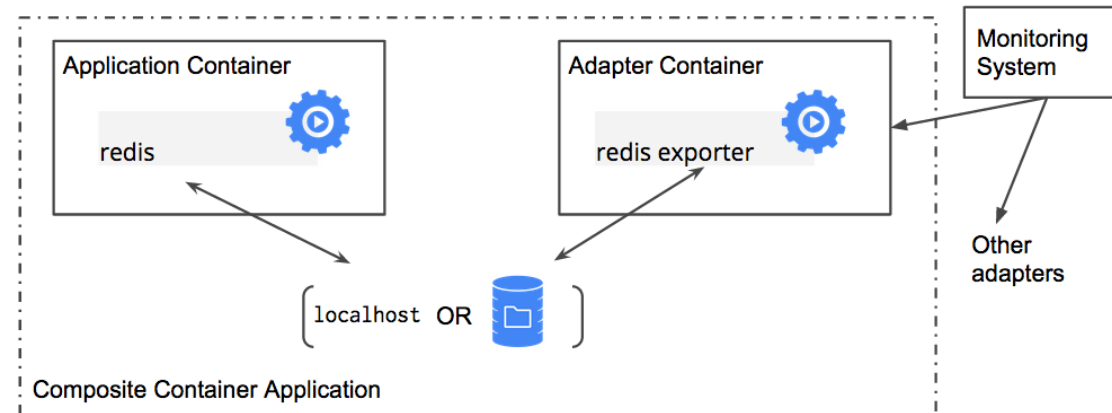 Application Container
redis
Adapter Container
redis exporter
Monitoring
System
Other
adapters
localhost OR
Composite Container Application